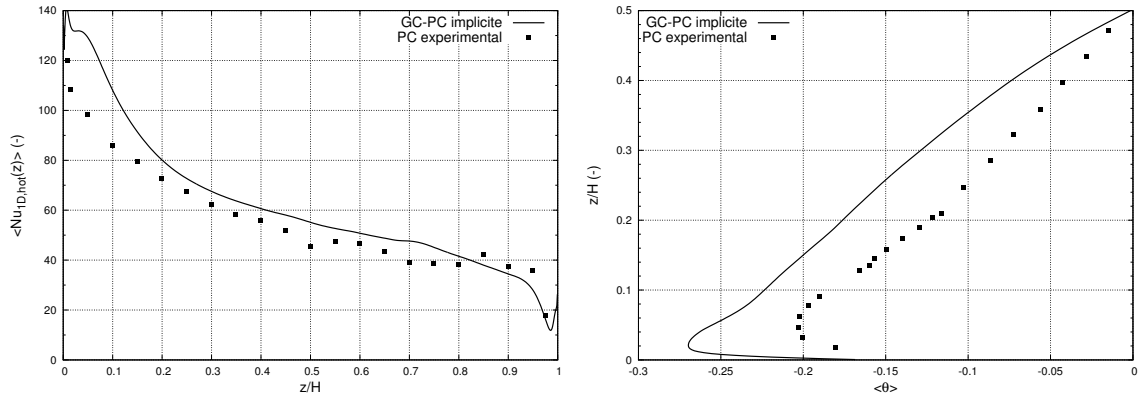 140
120
100
80
60
40
20
0
<Nu1D,hot(z)> (-)
GC-PC implicite
PC experimental
0 0.1 0.2 0.3 0.4 0.5 0.6 0.7 0.8 0.9 1
z/H
0.5
0.4
0.3
0.2
0.1
0
z/H (-)
GC-PC implicite
PC experimental
-0.3 -0.25 -0.2 -0.15 -0.1 -0.05 0
<θ>